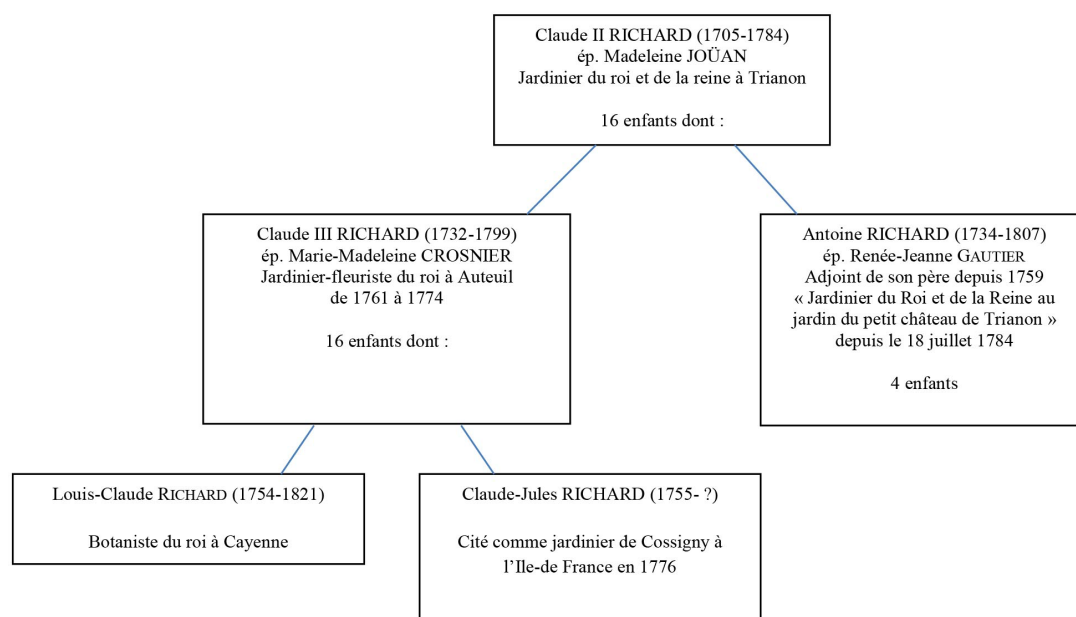 Claude II RICHARD (1705-1784)
ép. Madeleine JOÜAN
Jardinier du roi et de la reine à Trianon
16 enfants dont :
Claude III RICHARD (1732-1799)
ép. Marie-Madeleine CROSNIER
Jardinier-fleuriste du roi à Auteuil
de 1761 à 1774
16 enfants dont :
Antoine RICHARD (1734-1807)
ép. Renée-Jeanne GAUTIER
Adjoint de son père depuis 1759
« Jardinier du Roi et de la Reine au
jardin du petit château de Trianon »
depuis le 18 juillet 1784
4 enfants
Louis-Claude RICHARD (1754-1821)
Botaniste du roi à Cayenne
Claude-Jules RICHARD (1755- ?)
Cité comme jardinier de Cossigny à
l'Ile-de France en 1776